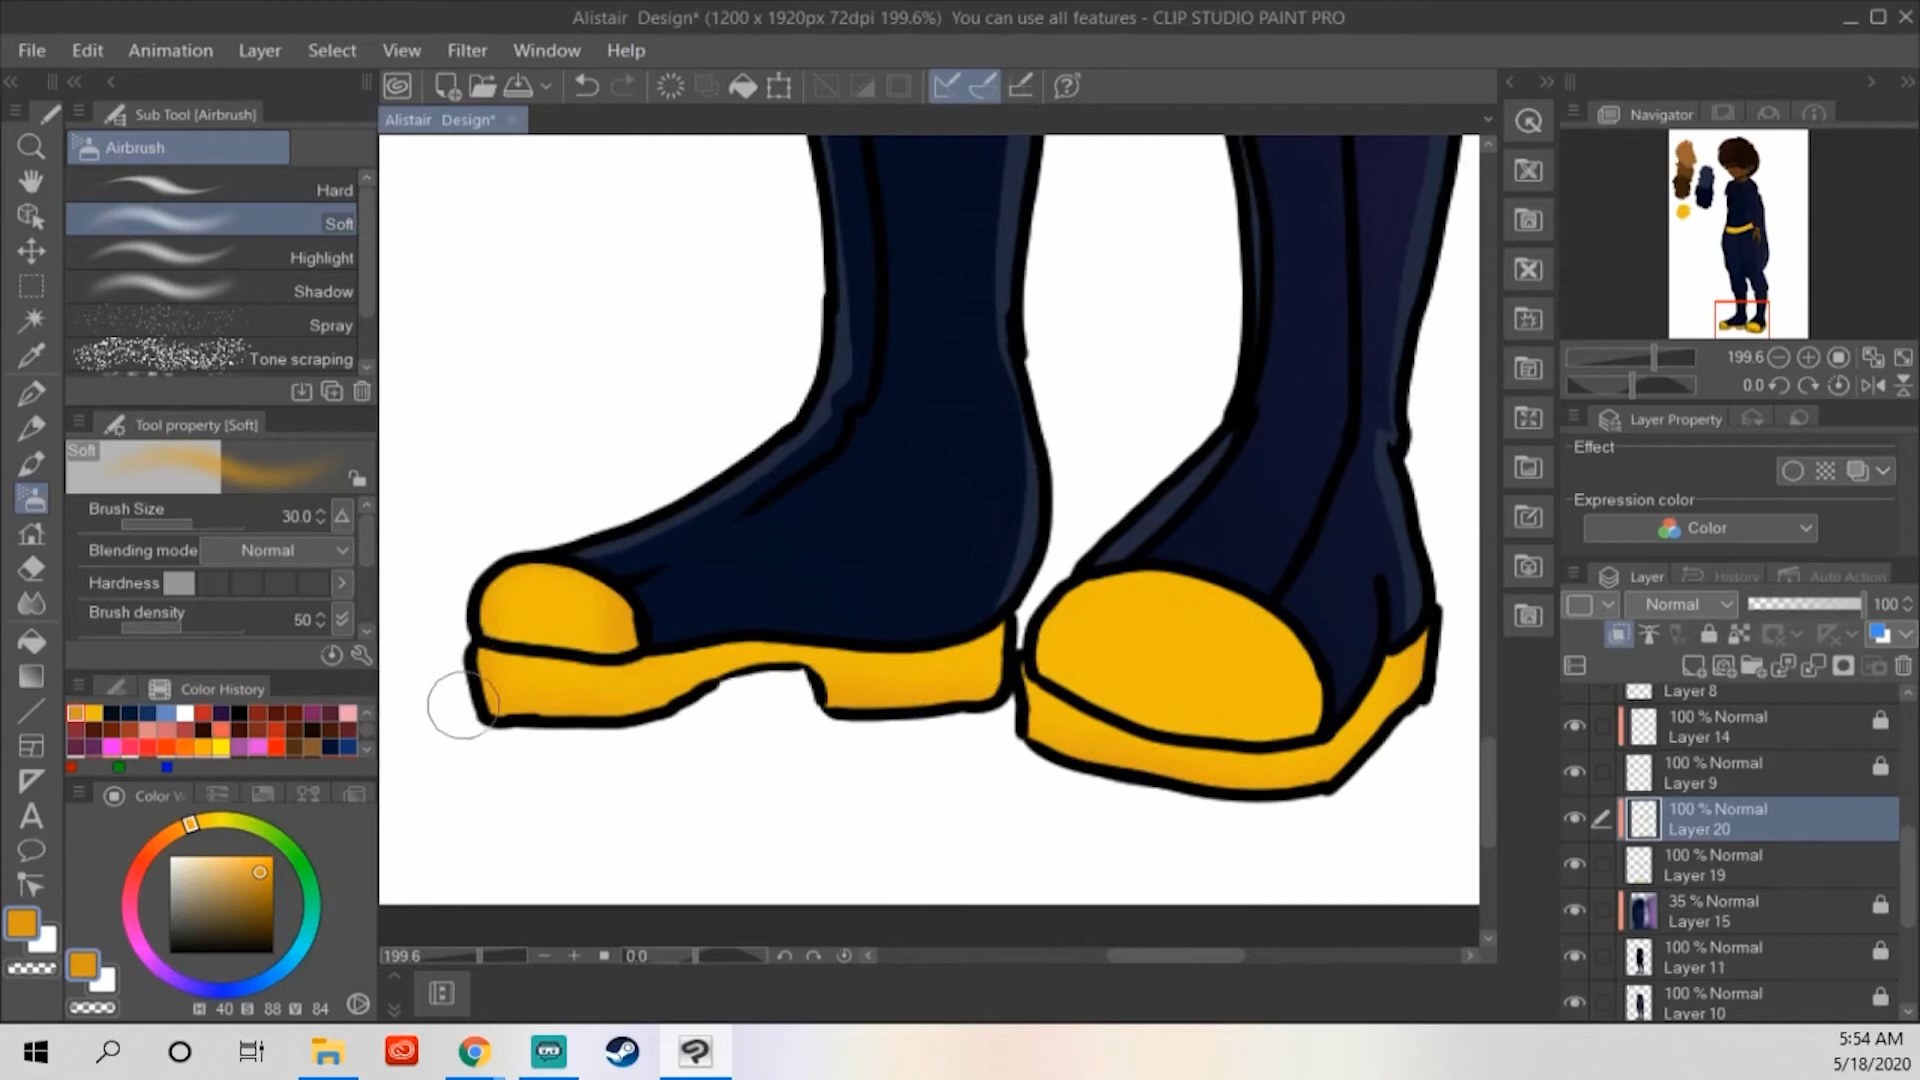 Alistair Design* (1200 x 1920px 72dpi 199.6%) You can use all features - CLIP STUDIO PAINT PRO
File Edit Animation Layer Select View Filter Window Help
Sub Tool [Airbrush]
Airbrush
Hard
Soft
Highlight
Shadow
Spray
Tone scraping
Tool property [Soft]
Soft
Brush Size 30.0
Blending mode Normal
Hardness
Brush density 50
Color History
Color W
H 40 S 88 V 84
Alistair Design*
199.6 0.0
Navigator
199.6
0.0
Layer Property
Effect
Expression color
Color
Layer History Auto Action
Normal 100
Layer 8
100 % Normal
Layer 14
100 % Normal
Layer 9
100 % Normal
Layer 20
100 % Normal
Layer 19
35 % Normal
Layer 15
100 % Normal
Layer 11
100 % Normal
Layer 10
5:54 AM
5/18/2020